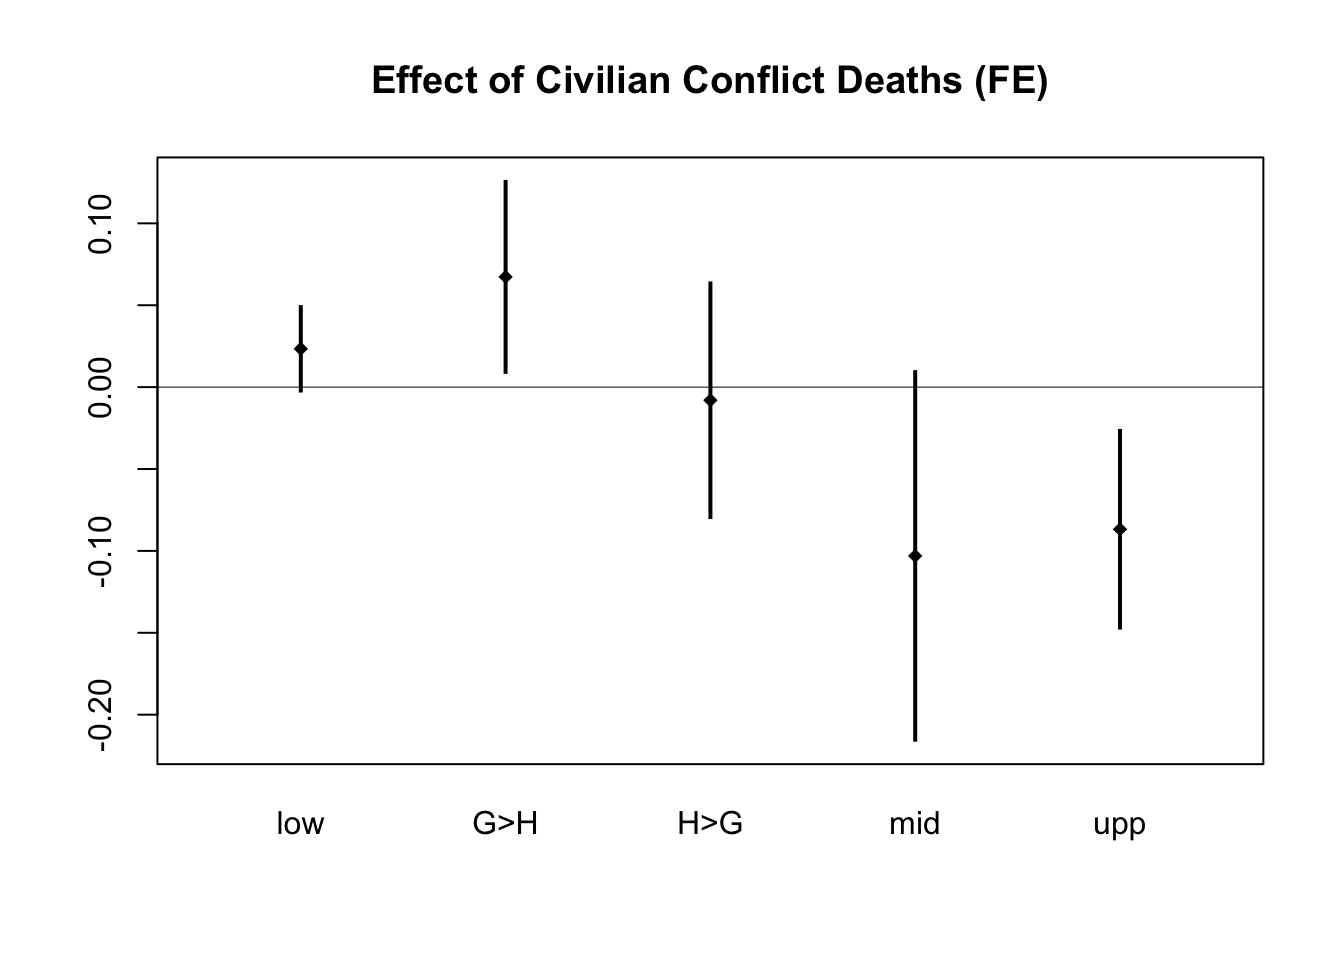 Effect of Civilian Conflict Deaths (FE)
0.10
0.00
-0.10
-0.20
low G>H H>G mid upp